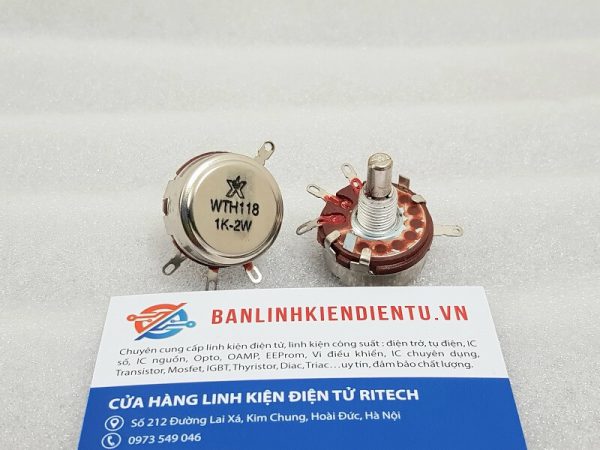 WTH118
1K-2W
BANLINHKIENDIENTU.VN
Chuyên cung cấp linh kiện điện tử, linh kiện công suất : điện trở, tụ điện, IC
số, IC nguồn, Opto, OAMP, EEProm, Vi điều khiển, IC chuyên dụng,
Transistor, Mosfet, IGBT, Thyristor, Diac, Triac...uy tín, đảm bảo chất lượng.
CỬA HÀNG LINH KIỆN ĐIỆN TỬ RITECH
Số 212 Đường Lai Xá, Kim Chung, Hoài Đức, Hà Nội
0973 549 046